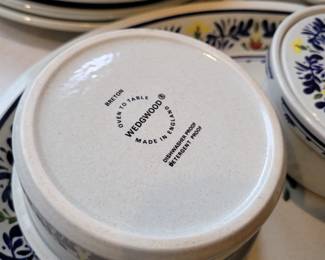 BRETON
OVEN TO TABLE
WEDGWOOD®
MADE IN ENGLAND
DISHWASHER PROOF
DETERGENT PROOF